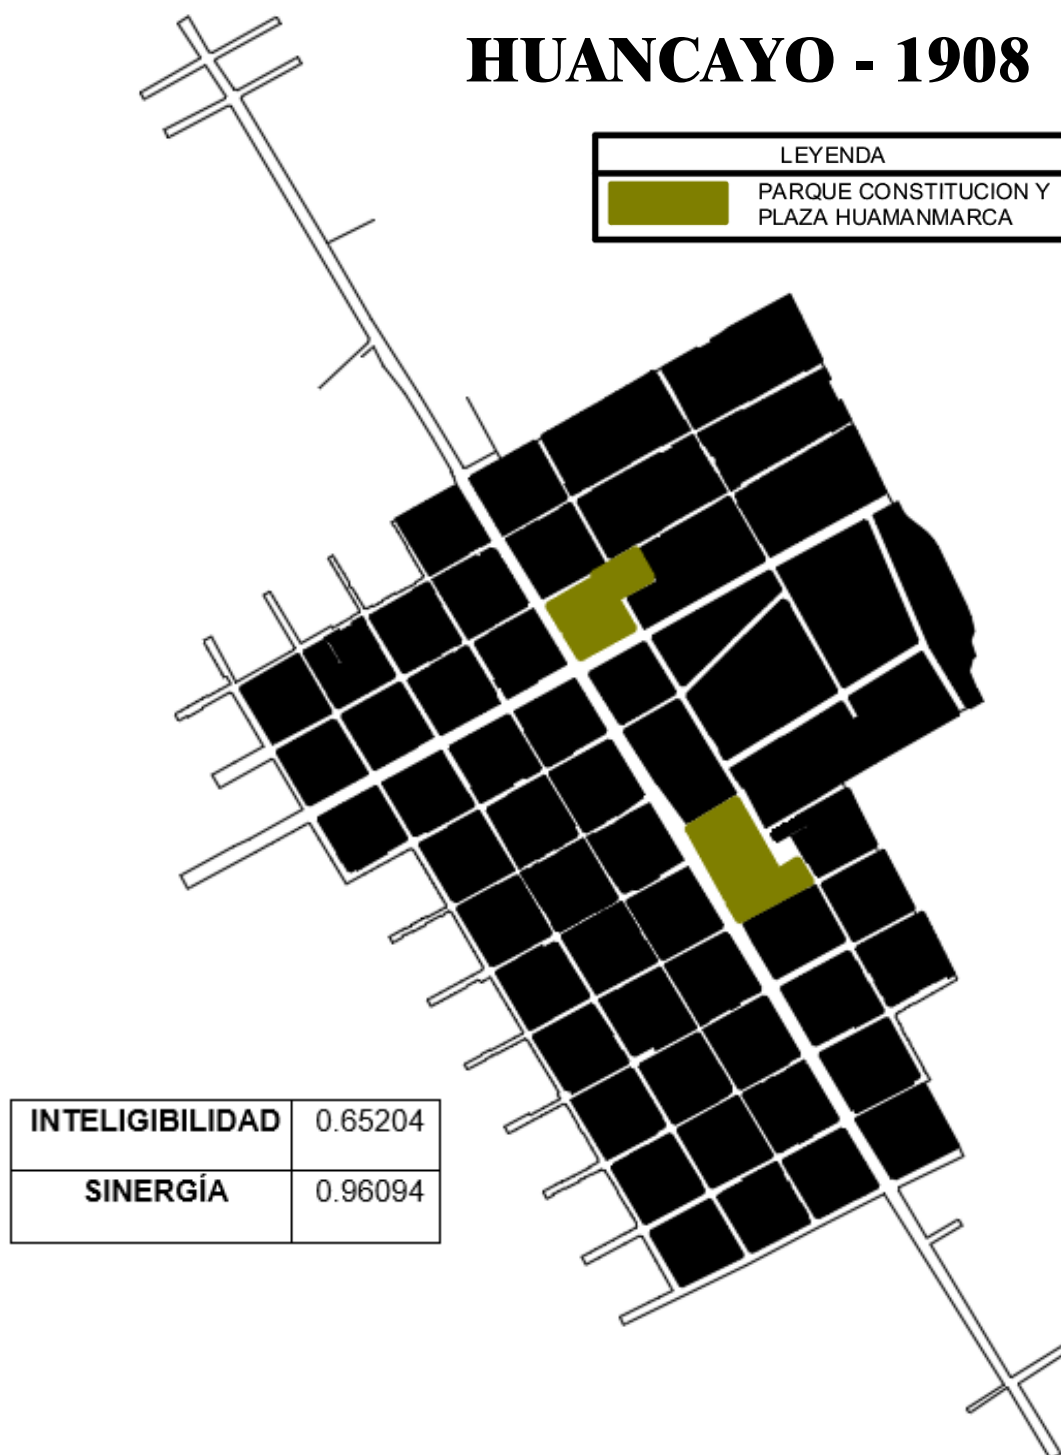 HUANCAYO - 1908
LEYENDA
PARQUE CONSTITUCION Y
PLAZA HUAMANMARCA
INTELIGIBILIDAD 0.65204
SINERGÍA 0.96094